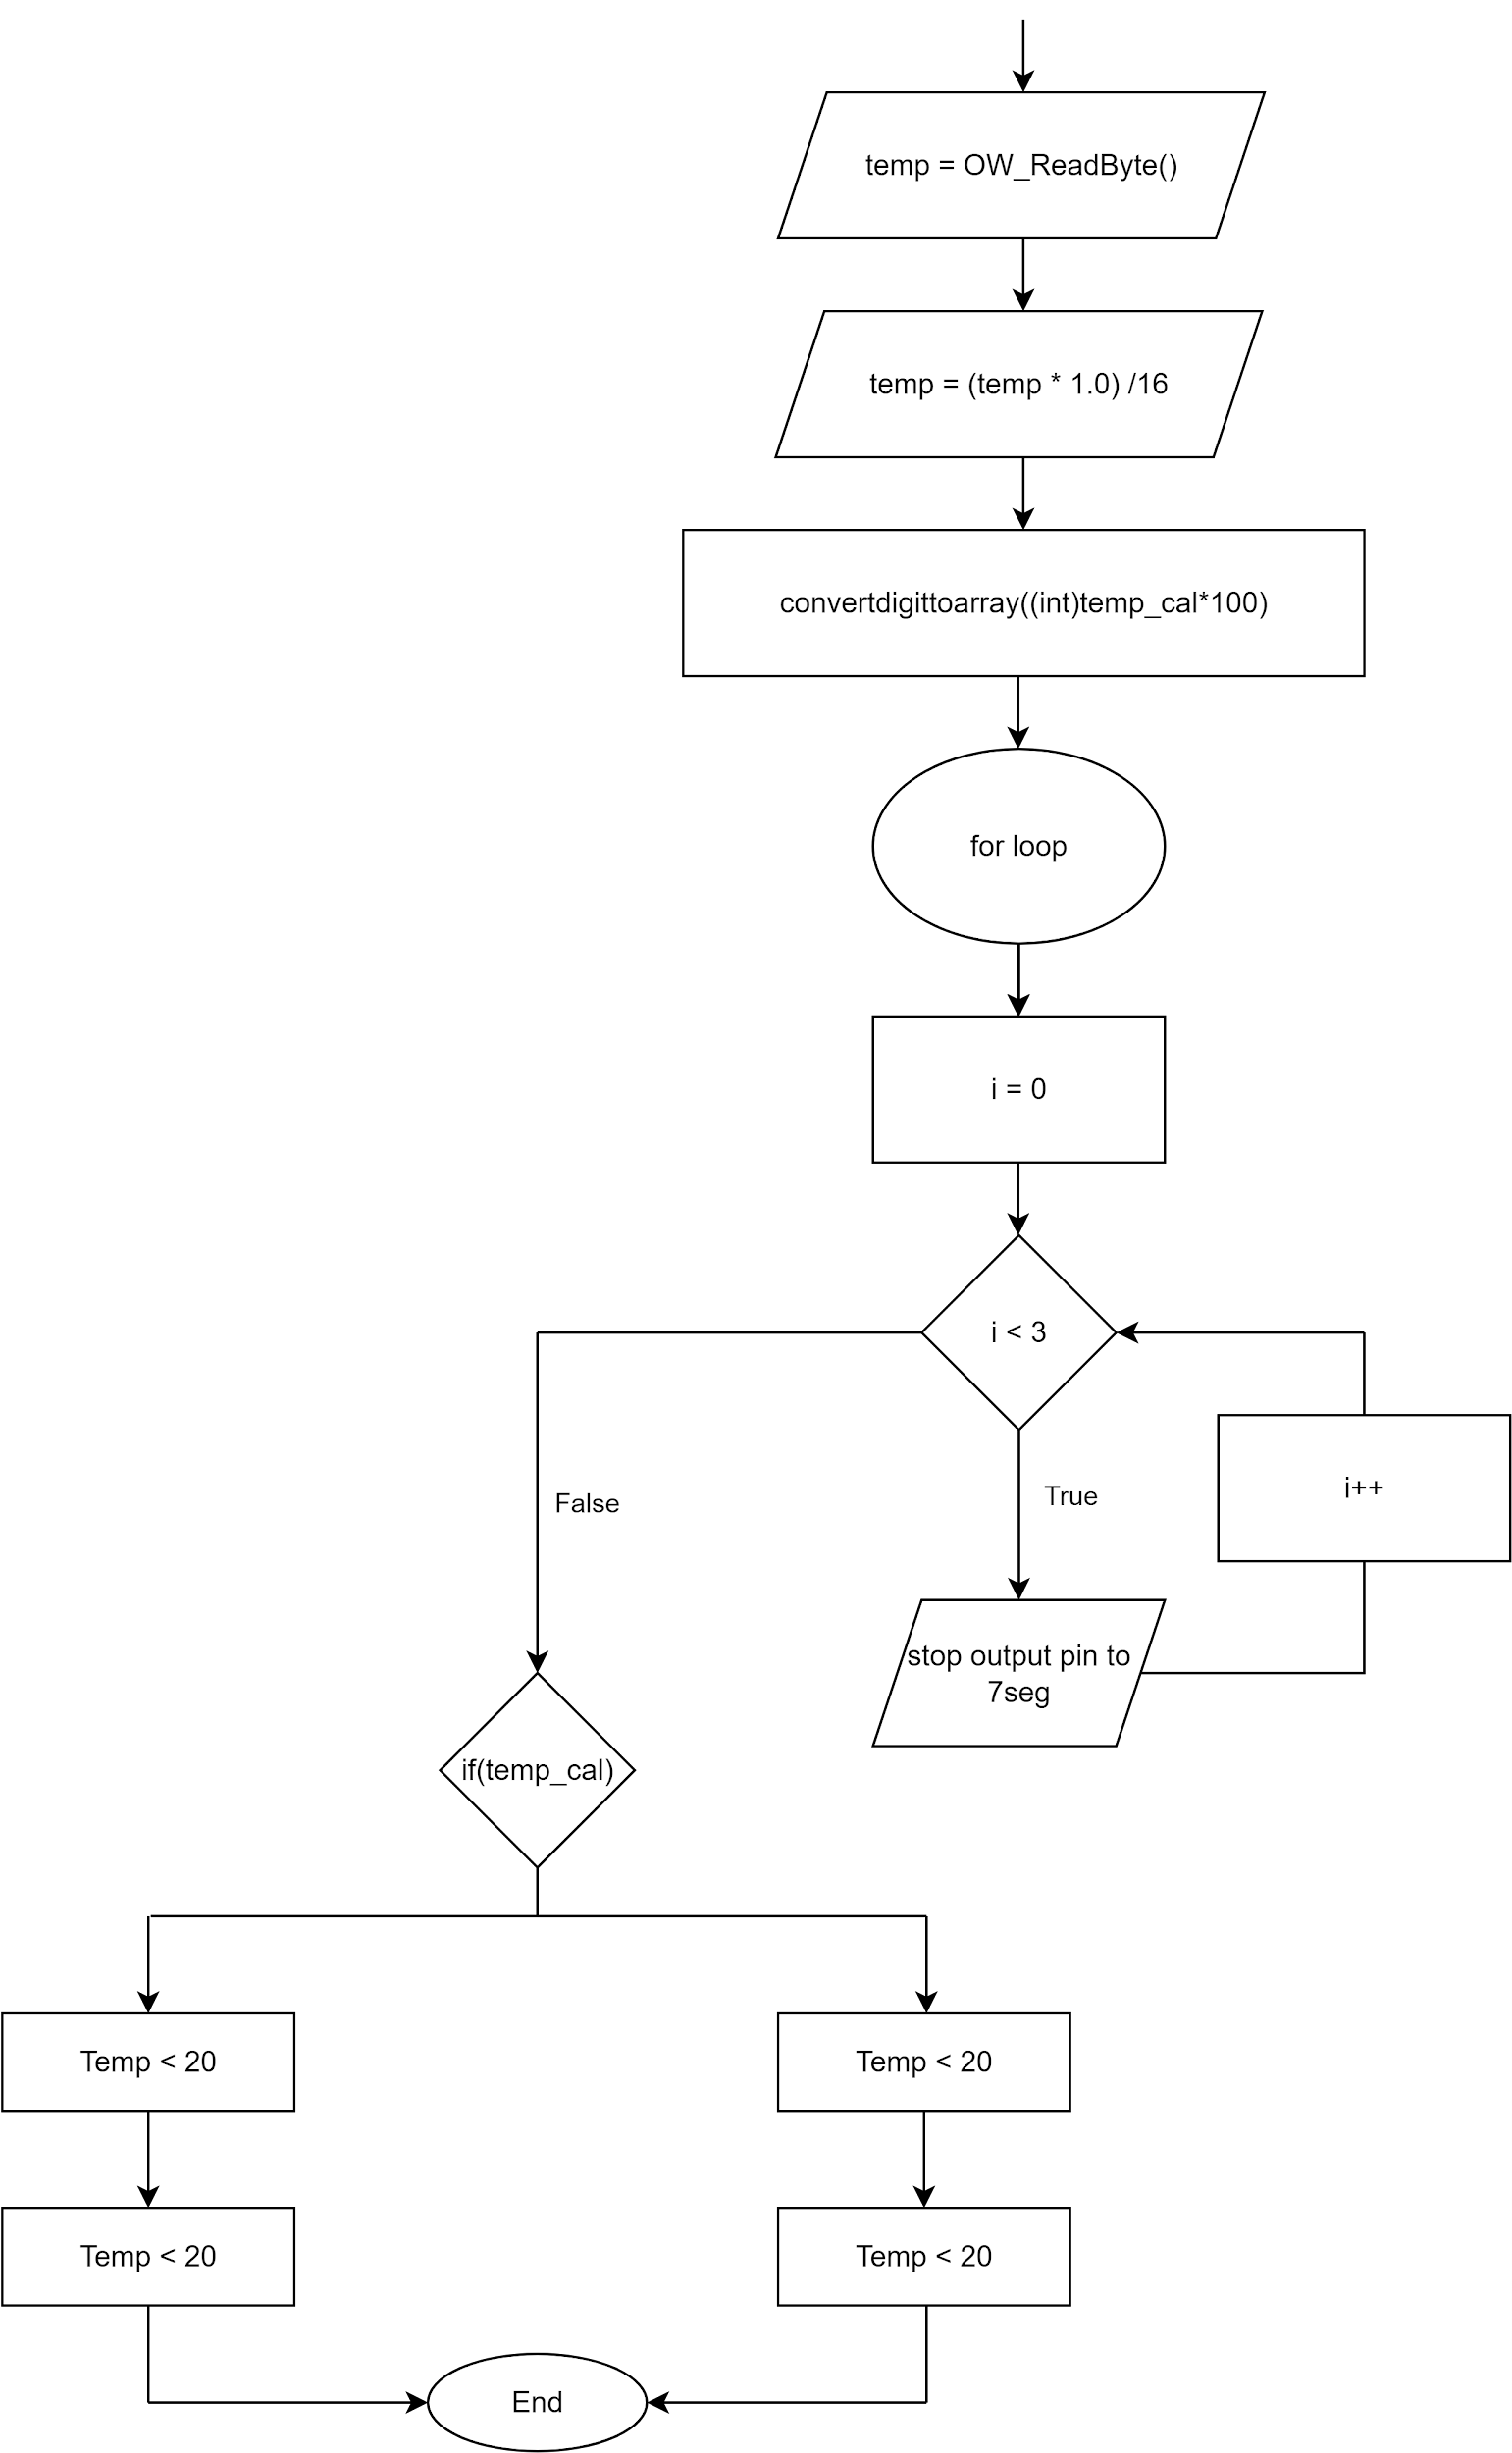 temp = OW_ReadByte()
temp = (temp * 1.0) /16
convertdigittoarray((int)temp_cal*100)
for loop
i = 0
i < 3
True
i++
False
stop output pin to
7seg
if(temp_cal)
Temp < 20
Temp < 20
Temp < 20
Temp < 20
End